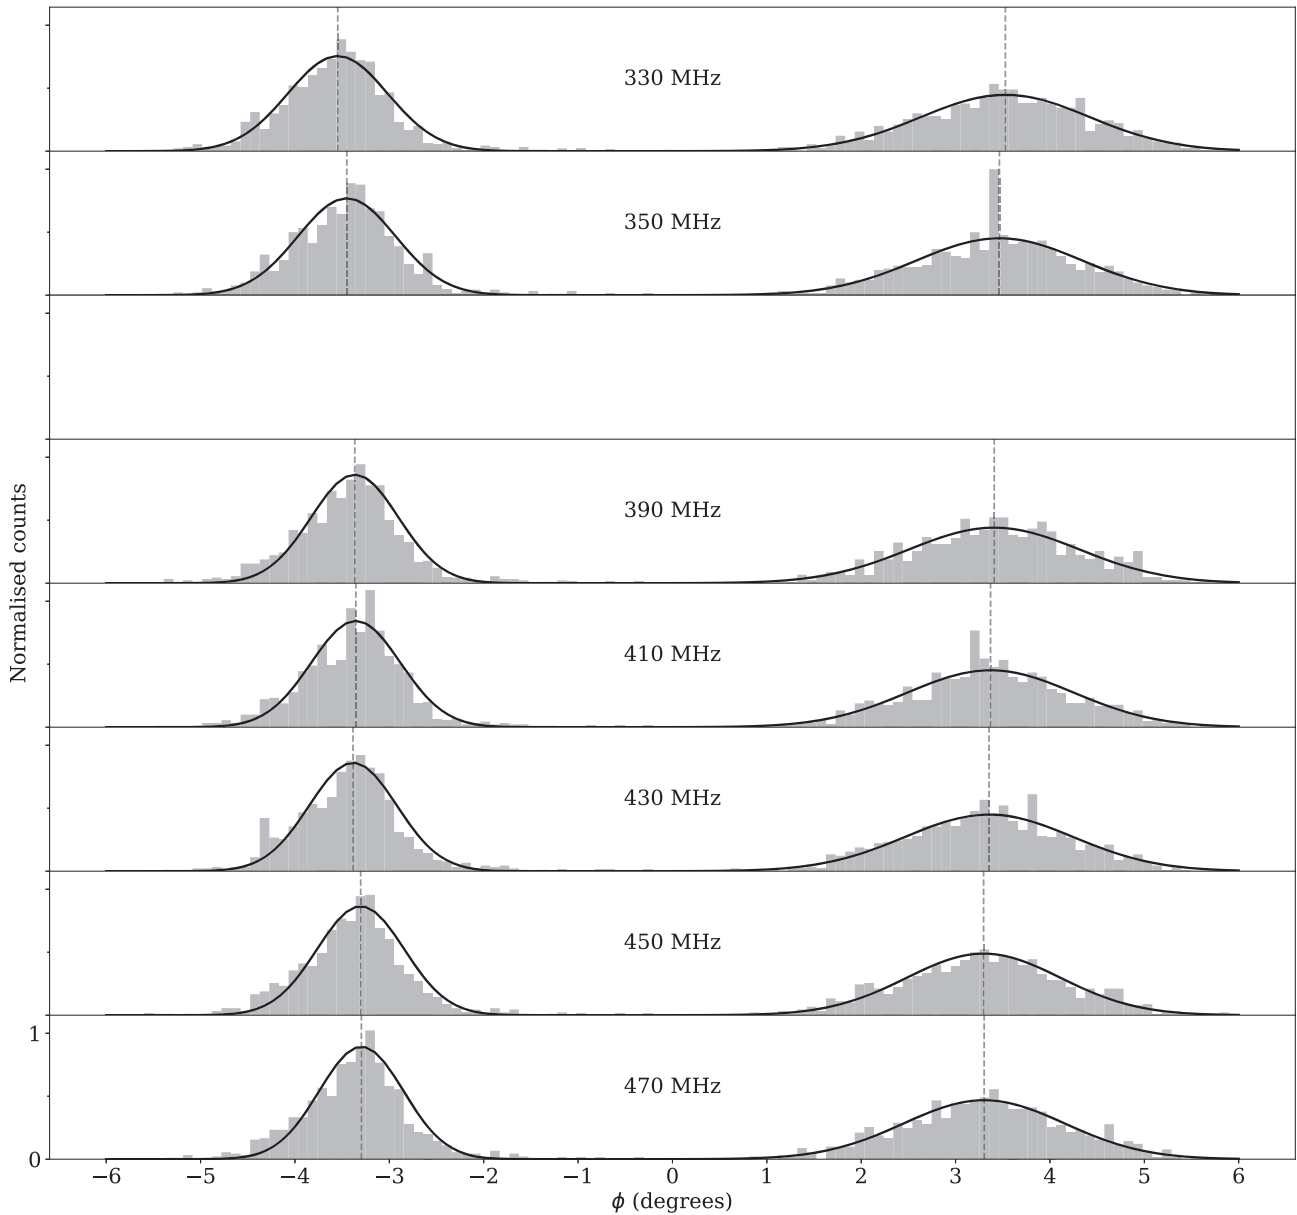 330 MHz
350 MHz
390 MHz
410 MHz
430 MHz
450 MHz
470 MHz
Normalised counts
1
0
−6 −5 −4 −3 −2 −1 0 1 2 3 4 5 6
ϕ (degrees)